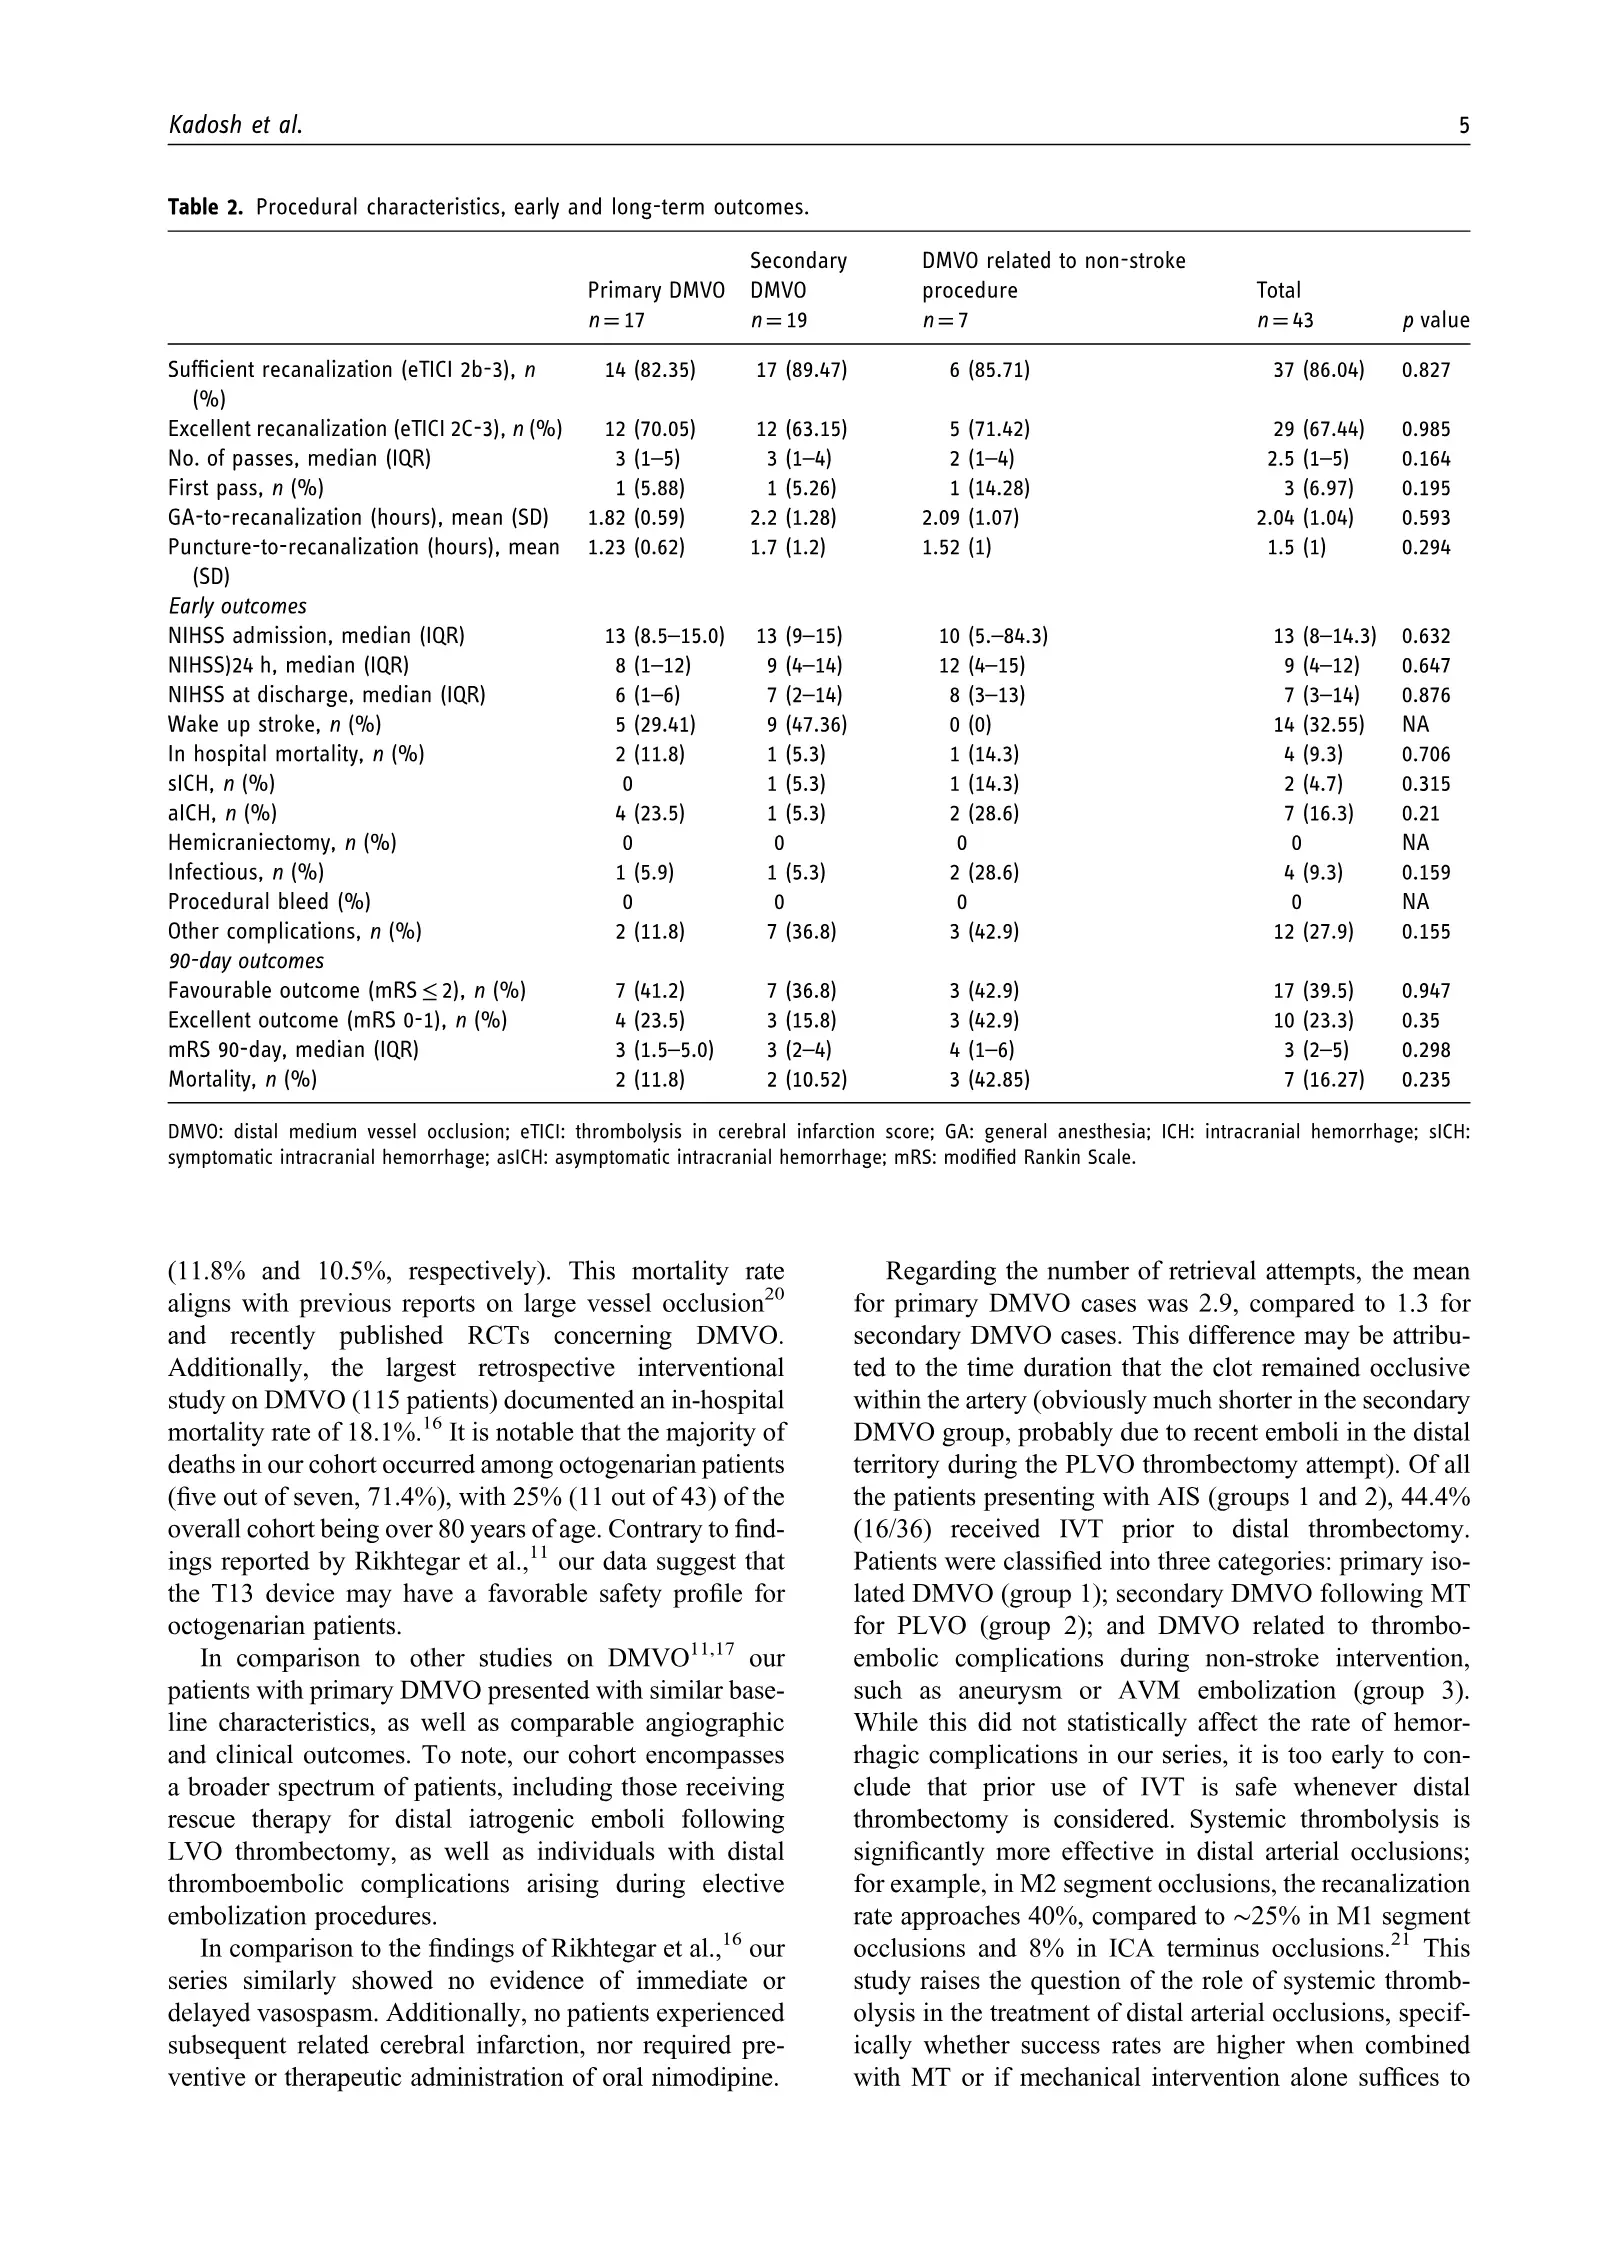 Kadosh et al. 5
Table 2. Procedural characteristics, early and long-term outcomes.
Secondary DMVO related to non-stroke
Primary DMVO DMVO procedure Total
n = 17 n = 19 n = 7 n = 43 p value
Sufficient recanalization (eTICI 2b-3), n 14 (82.35) 17 (89.47) 6 (85.71) 37 (86.04) 0.827
(%)
Excellent recanalization (eTICI 2C-3), n (%) 12 (70.05) 12 (63.15) 5 (71.42) 29 (67.44) 0.985
No. of passes, median (IQR) 3 (1–5) 3 (1–4) 2 (1–4) 2.5 (1–5) 0.164
First pass, n (%) 1 (5.88) 1 (5.26) 1 (14.28) 3 (6.97) 0.195
GA-to-recanalization (hours), mean (SD) 1.82 (0.59) 2.2 (1.28) 2.09 (1.07) 2.04 (1.04) 0.593
Puncture-to-recanalization (hours), mean 1.23 (0.62) 1.7 (1.2) 1.52 (1) 1.5 (1) 0.294
(SD)
Early outcomes
NIHSS admission, median (IQR) 13 (8.5–15.0) 13 (9–15) 10 (5.–84.3) 13 (8–14.3) 0.632
NIHSS)24 h, median (IQR) 8 (1–12) 9 (4–14) 12 (4–15) 9 (4–12) 0.647
NIHSS at discharge, median (IQR) 6 (1–6) 7 (2–14) 8 (3–13) 7 (3–14) 0.876
Wake up stroke, n (%) 5 (29.41) 9 (47.36) 0 (0) 14 (32.55) NA
In hospital mortality, n (%) 2 (11.8) 1 (5.3) 1 (14.3) 4 (9.3) 0.706
sICH, n (%) 0 1 (5.3) 1 (14.3) 2 (4.7) 0.315
aICH, n (%) 4 (23.5) 1 (5.3) 2 (28.6) 7 (16.3) 0.21
Hemicraniectomy, n (%) 0 0 0 0 NA
Infectious, n (%) 1 (5.9) 1 (5.3) 2 (28.6) 4 (9.3) 0.159
Procedural bleed (%) 0 0 0 0 NA
Other complications, n (%) 2 (11.8) 7 (36.8) 3 (42.9) 12 (27.9) 0.155
90-day outcomes
Favourable outcome (mRS ≤ 2), n (%) 7 (41.2) 7 (36.8) 3 (42.9) 17 (39.5) 0.947
Excellent outcome (mRS 0-1), n (%) 4 (23.5) 3 (15.8) 3 (42.9) 10 (23.3) 0.35
mRS 90-day, median (IQR) 3 (1.5–5.0) 3 (2–4) 4 (1–6) 3 (2–5) 0.298
Mortality, n (%) 2 (11.8) 2 (10.52) 3 (42.85) 7 (16.27) 0.235
DMVO: distal medium vessel occlusion; eTICI: thrombolysis in cerebral infarction score; GA: general anesthesia; ICH: intracranial hemorrhage; sICH:
symptomatic intracranial hemorrhage; asICH: asymptomatic intracranial hemorrhage; mRS: modified Rankin Scale.
(11.8% and 10.5%, respectively). This mortality rate
aligns with previous reports on large vessel occlusion20
and recently published RCTs concerning DMVO.
Additionally, the largest retrospective interventional
study on DMVO (115 patients) documented an in-hospital
mortality rate of 18.1%.16 It is notable that the majority of
deaths in our cohort occurred among octogenarian patients
(five out of seven, 71.4%), with 25% (11 out of 43) of the
overall cohort being over 80 years of age. Contrary to find-
ings reported by Rikhtegar et al.,11 our data suggest that
the T13 device may have a favorable safety profile for
octogenarian patients.
In comparison to other studies on DMVO11,17 our
patients with primary DMVO presented with similar base-
line characteristics, as well as comparable angiographic
and clinical outcomes. To note, our cohort encompasses
a broader spectrum of patients, including those receiving
rescue therapy for distal iatrogenic emboli following
LVO thrombectomy, as well as individuals with distal
thromboembolic complications arising during elective
embolization procedures.
In comparison to the findings of Rikhtegar et al.,16 our
series similarly showed no evidence of immediate or
delayed vasospasm. Additionally, no patients experienced
subsequent related cerebral infarction, nor required pre-
ventive or therapeutic administration of oral nimodipine.
Regarding the number of retrieval attempts, the mean
for primary DMVO cases was 2.9, compared to 1.3 for
secondary DMVO cases. This difference may be attribu-
ted to the time duration that the clot remained occlusive
within the artery (obviously much shorter in the secondary
DMVO group, probably due to recent emboli in the distal
territory during the PLVO thrombectomy attempt). Of all
the patients presenting with AIS (groups 1 and 2), 44.4%
(16/36) received IVT prior to distal thrombectomy.
Patients were classified into three categories: primary iso-
lated DMVO (group 1); secondary DMVO following MT
for PLVO (group 2); and DMVO related to thrombo-
embolic complications during non-stroke intervention,
such as aneurysm or AVM embolization (group 3).
While this did not statistically affect the rate of hemor-
rhagic complications in our series, it is too early to con-
clude that prior use of IVT is safe whenever distal
thrombectomy is considered. Systemic thrombolysis is
significantly more effective in distal arterial occlusions;
for example, in M2 segment occlusions, the recanalization
rate approaches 40%, compared to ∼25% in M1 segment
occlusions and 8% in ICA terminus occlusions.21 This
study raises the question of the role of systemic thromb-
olysis in the treatment of distal arterial occlusions, specif-
ically whether success rates are higher when combined
with MT or if mechanical intervention alone suffices to